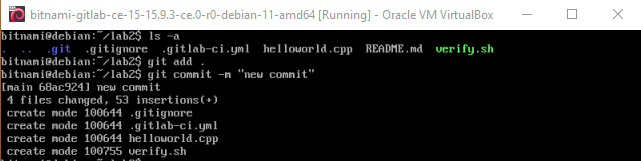 bitnami-gitlab-ce-15-15.9.3-ce.0-r0-debian-11-amd64 [Running] - Oracle VM VirtualBox
bitnami@debian:~/lab2$ ls -a
.  ..  .git  .gitignore  .gitlab-ci.yml  helloworld.cpp  README.md  verify.sh
bitnami@debian:~/lab2$ git add .
bitnami@debian:~/lab2$ git commit -m "new commit"
[main 68ac924] new commit
 4 files changed, 53 insertions(+)
 create mode 100644 .gitignore
 create mode 100644 .gitlab-ci.yml
 create mode 100644 helloworld.cpp
 create mode 100755 verify.sh